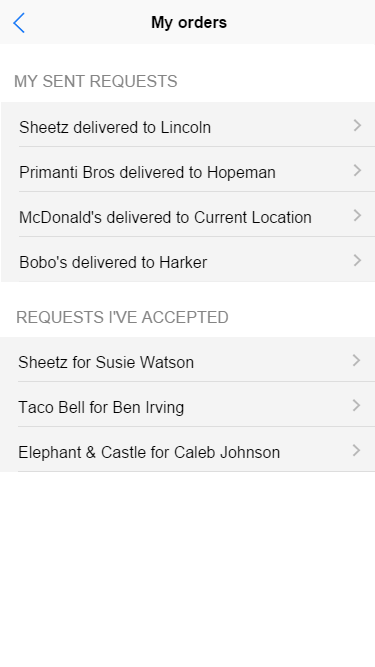 My orders
MY SENT REQUESTS
Sheetz delivered to Lincoln
Primanti Bros delivered to Hopeman
McDonald's delivered to Current Location
Bobo's delivered to Harker
REQUESTS I'VE ACCEPTED
Sheetz for Susie Watson
Taco Bell for Ben Irving
Elephant & Castle for Caleb Johnson